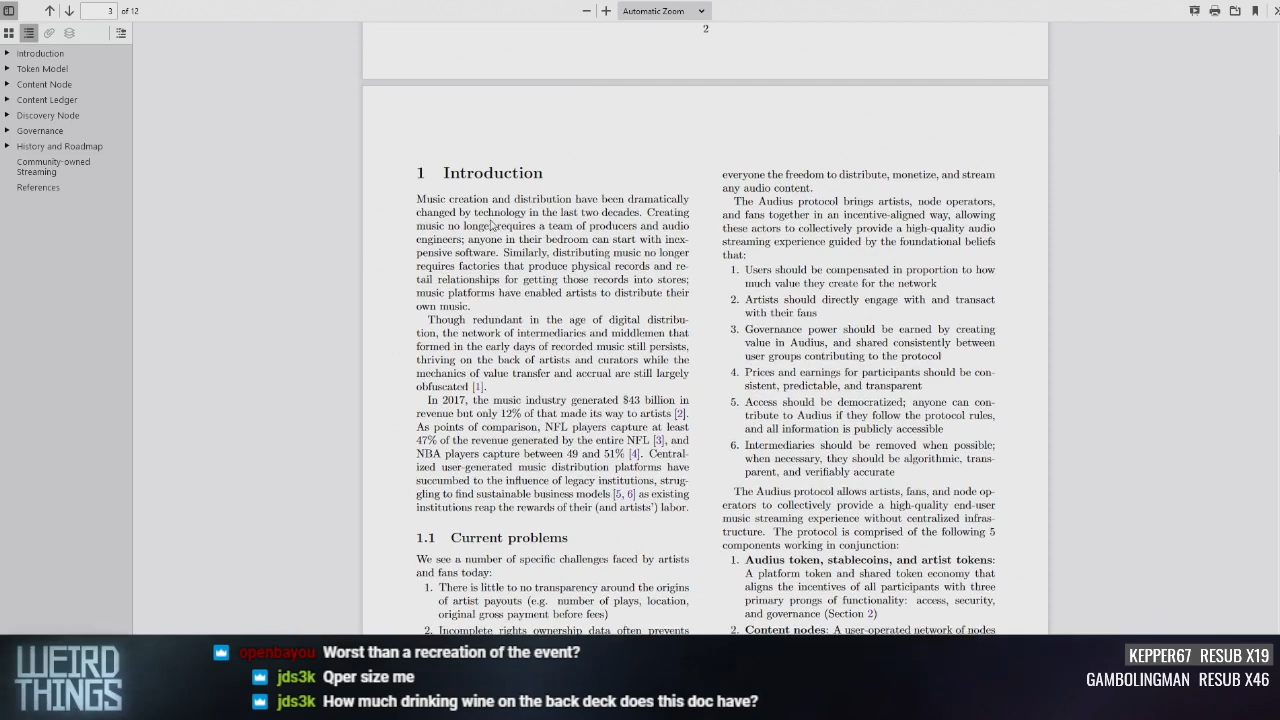 3
of 12
Automatic Zoom
Introduction
Token Model
Content Node
Content Ledger
Discovery Node
Governance
History and Roadmap
Community-owned
Streaming
References
2
1 Introduction
Music creation and distribution have been dramatically
changed by technology in the last two decades. Creating
music no longer requires a team of producers and audio
engineers; anyone in their bedroom can start with inex-
pensive software. Similarly, distributing music no longer
requires factories that produce physical records and re-
tail relationships for getting those records into stores;
music platforms have enabled artists to distribute their
own music.
Though redundant in the age of digital distribu-
tion, the network of intermediaries and middlemen that
formed in the early days of recorded music still persists,
thriving on the back of artists and curators while the
mechanics of value transfer and accrual are still largely
obfuscated [1].
In 2017, the music industry generated $43 billion in
revenue but only 12% of that made its way to artists [2].
As points of comparison, NFL players capture at least
47% of the revenue generated by the entire NFL [3], and
NBA players capture between 49 and 51% [4]. Central-
ized user-generated music distribution platforms have
succumbed to the influence of legacy institutions, strug-
gling to find sustainable business models [5, 6] as existing
institutions reap the rewards of their (and artists') labor.
1.1 Current problems
We see a number of specific challenges faced by artists
and fans today:
1. There is little to no transparency around the origins
of artist payouts (e.g. number of plays, location,
original gross payment before fees)
2. Incomplete rights ownership data often prevents
everyone the freedom to distribute, monetize, and stream
any audio content.
The Audius protocol brings artists, node operators,
and fans together in an incentive-aligned way, allowing
these actors to collectively provide a high-quality audio
streaming experience guided by the foundational beliefs
that:
1. Users should be compensated in proportion to how
much value they create for the network
2. Artists should directly engage with and transact
with their fans
3. Governance power should be earned by creating
value in Audius, and shared consistently between
user groups contributing to the protocol
4. Prices and earnings for participants should be con-
sistent, predictable, and transparent
5. Access should be democratized; anyone can con-
tribute to Audius if they follow the protocol rules,
and all information is publicly accessible
6. Intermediaries should be removed when possible;
when necessary, they should be algorithmic, trans-
parent, and verifiably accurate
The Audius protocol allows artists, fans, and node op-
erators to collectively provide a high-quality end-user
music streaming experience without centralized infras-
tructure. The protocol is comprised of the following 5
components working in conjunction:
1. Audius token, stablecoins, and artist tokens:
A platform token and shared token economy that
aligns the incentives of all participants with three
primary prongs of functionality: access, security,
and governance (Section 2)
2. Content nodes: A user-operated network of nodes
WEIRD
THINGS
openbayou Worst than a recreation of the event?
jds3k Qper size me
jds3k How much drinking wine on the back deck does this doc have?
KEPPER67 RESUB X19
GAMBOLINGMAN RESUB X46